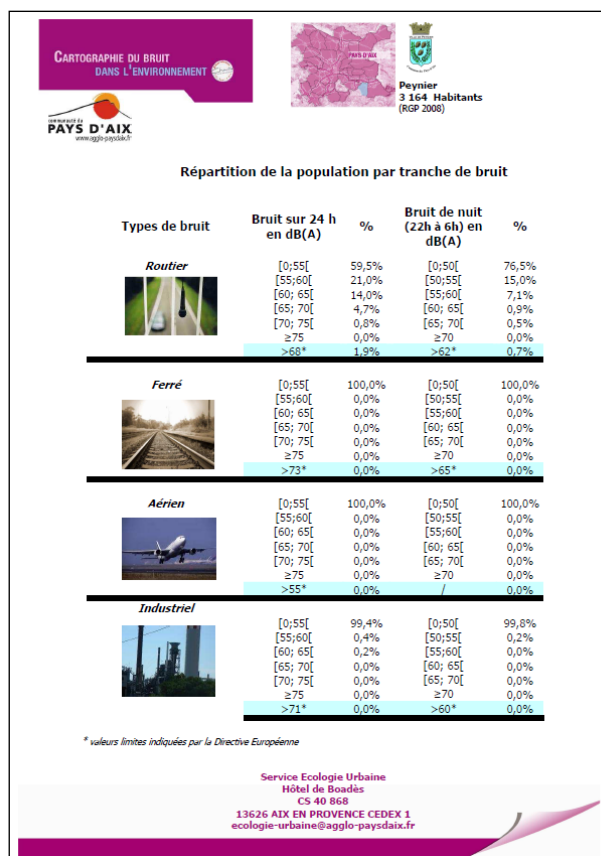 CARTOGRAPHIE DU BRUIT
DANS L'ENVIRONNEMENT
PAYS D'AIX
Peynier
3 164 Habitants
(RGP 2008)
communauté du
PAYS D'AIX
www.agglo-paysdaix.fr
Répartition de la population par tranche de bruit
Types de bruit Bruit sur 24 h en dB(A) % Bruit de nuit (22h à 6h) en dB(A) %
Routier [0;55[ 59,5% [0;50[ 76,5%
[55;60[ 21,0% [50;55[ 15,0%
[60; 65[ 14,0% [55;60[ 7,1%
[65; 70[ 4,7% [60; 65[ 0,9%
[70; 75[ 0,8% [65; 70[ 0,5%
≥75 0,0% ≥70 0,0%
>68* 1,9% >62* 0,7%
Ferré [0;55[ 100,0% [0;50[ 100,0%
[55;60[ 0,0% [50;55[ 0,0%
[60; 65[ 0,0% [55;60[ 0,0%
[65; 70[ 0,0% [60; 65[ 0,0%
[70; 75[ 0,0% [65; 70[ 0,0%
≥75 0,0% ≥70 0,0%
>73* 0,0% >65* 0,0%
Aérien [0;55[ 100,0% [0;50[ 100,0%
[55;60[ 0,0% [50;55[ 0,0%
[60; 65[ 0,0% [55;60[ 0,0%
[65; 70[ 0,0% [60; 65[ 0,0%
[70; 75[ 0,0% [65; 70[ 0,0%
≥75 0,0% ≥70 0,0%
>55* 0,0% / 0,0%
Industriel
[0;55[ 99,4% [0;50[ 99,8%
[55;60[ 0,4% [50;55[ 0,2%
[60; 65[ 0,2% [55;60[ 0,0%
[65; 70[ 0,0% [60; 65[ 0,0%
[70; 75[ 0,0% [65; 70[ 0,0%
≥75 0,0% ≥70 0,0%
>71* 0,0% >60* 0,0%
* valeurs limites indiquées par la Directive Européenne
Service Ecologie Urbaine
Hôtel de Boadès
CS 40 868
13626 AIX EN PROVENCE CEDEX 1
ecologie-urbaine@agglo-paysdaix.fr